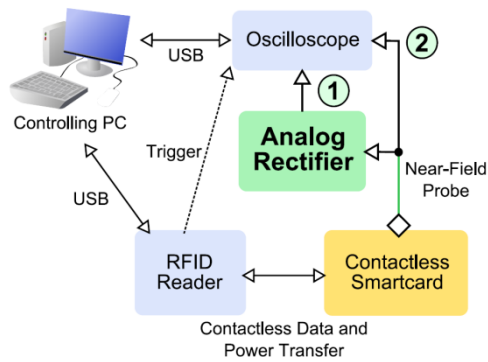 USB
Oscilloscope
2
1
Controlling PC
Analog
Rectifier
Trigger
Near-Field
Probe
USB
RFID
Reader
Contactless
Smartcard
Contactless Data and
Power Transfer